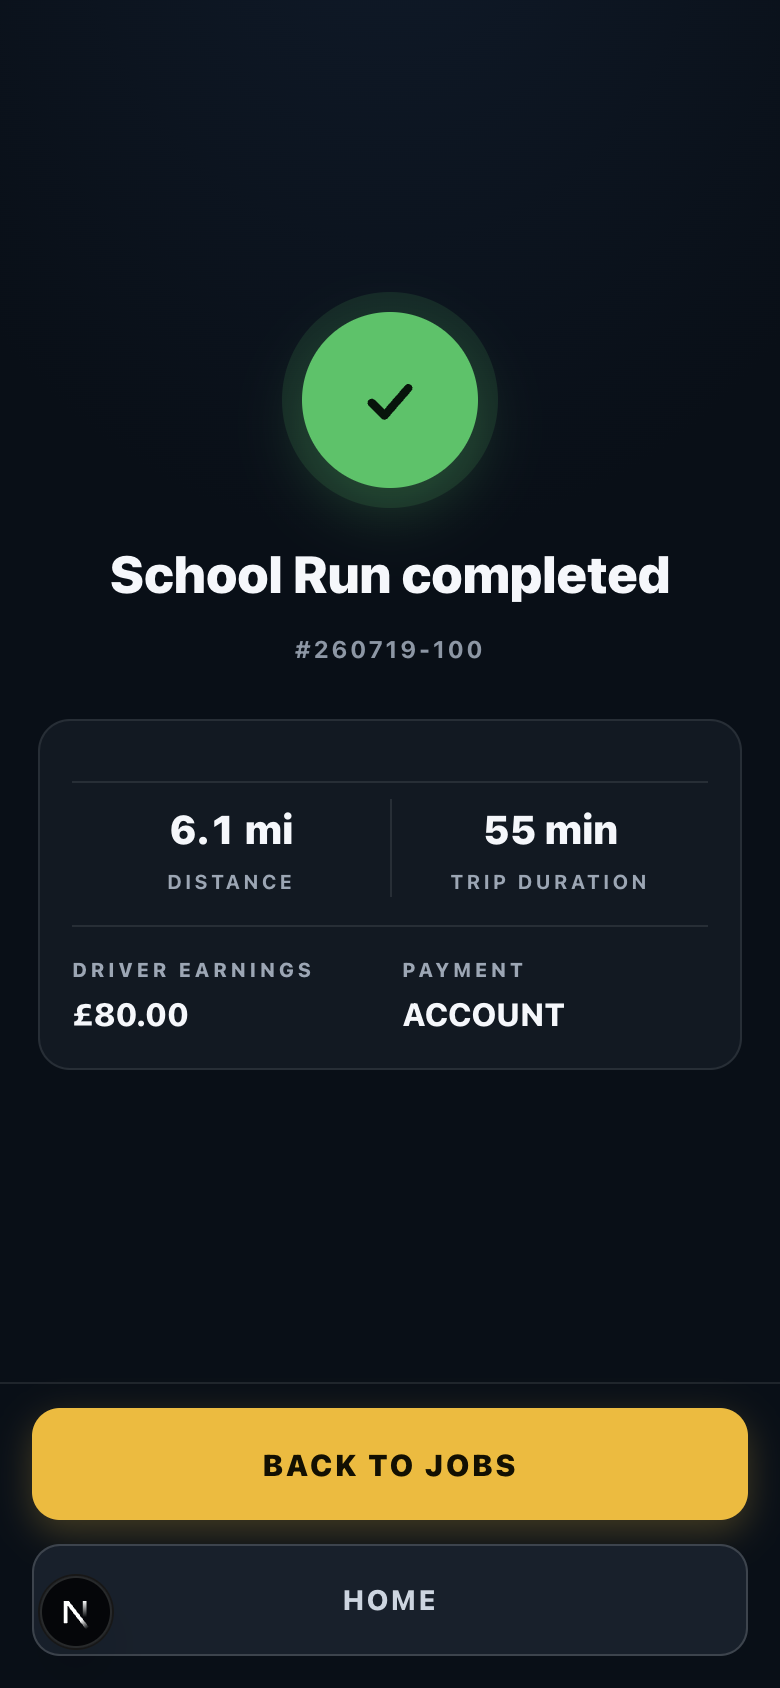 School Run completed
#260719-100
6.1 mi
DISTANCE
55 min
TRIP DURATION
DRIVER EARNINGS
£80.00
PAYMENT
ACCOUNT
BACK TO JOBS
HOME
N